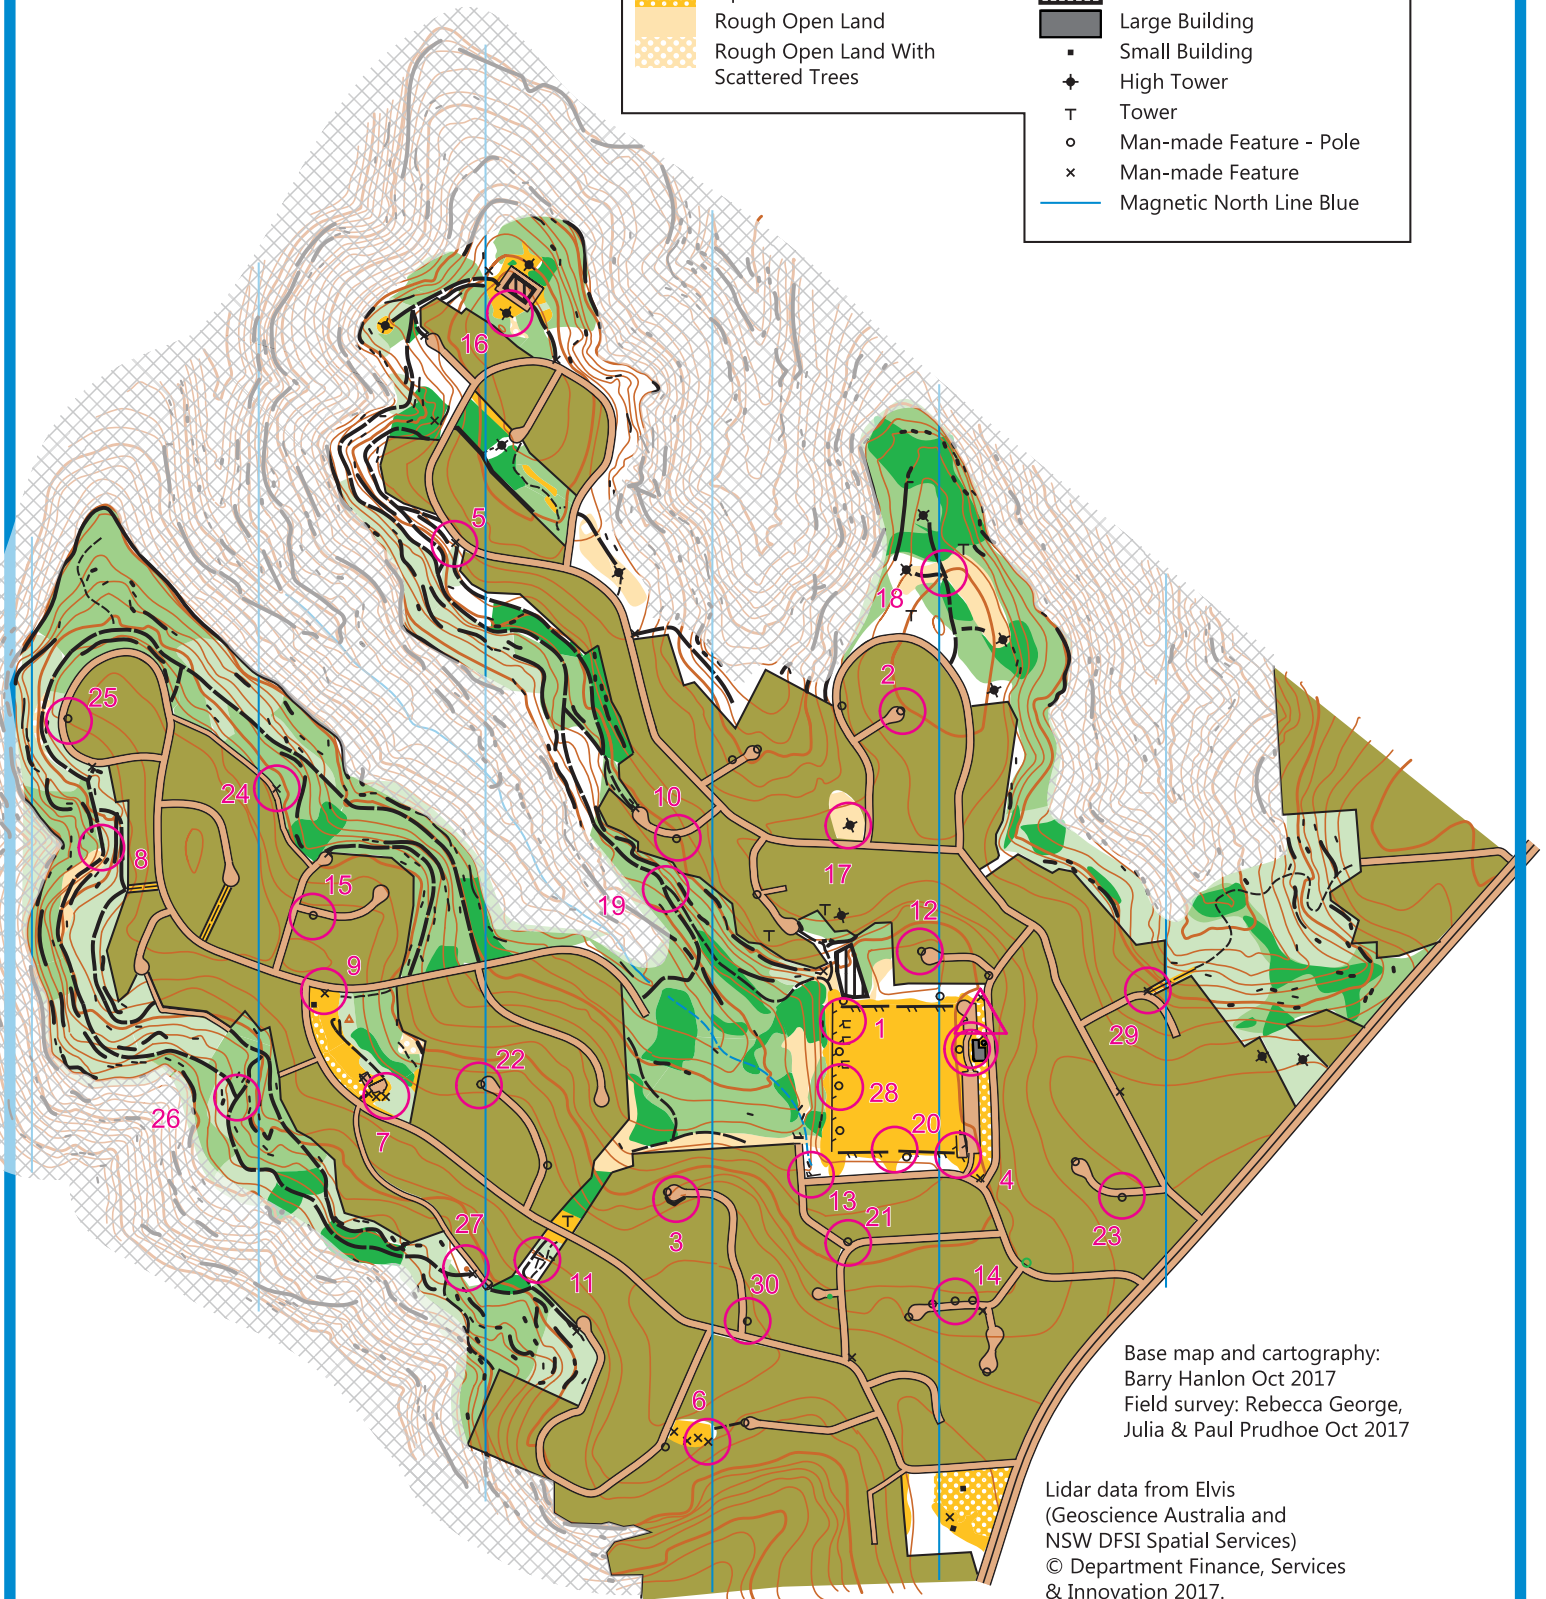 Rough Open Land
Rough Open Land With
Scattered Trees
Large Building
Small Building
High Tower
Tower
Man-made Feature - Pole
Man-made Feature
Magnetic North Line Blue
16
5
18
2
25
24
10
8
17
15
19
12
9
1
29
22
28
26
20
7
4
13
27
3
21
23
11
14
30
6
Base map and cartography:
Barry Hanlon Oct 2017
Field survey: Rebecca George,
Julia & Paul Prudhoe Oct 2017
Lidar data from Elvis
(Geoscience Australia and
NSW DFSI Spatial Services)
© Department Finance, Services
& Innovation 2017.